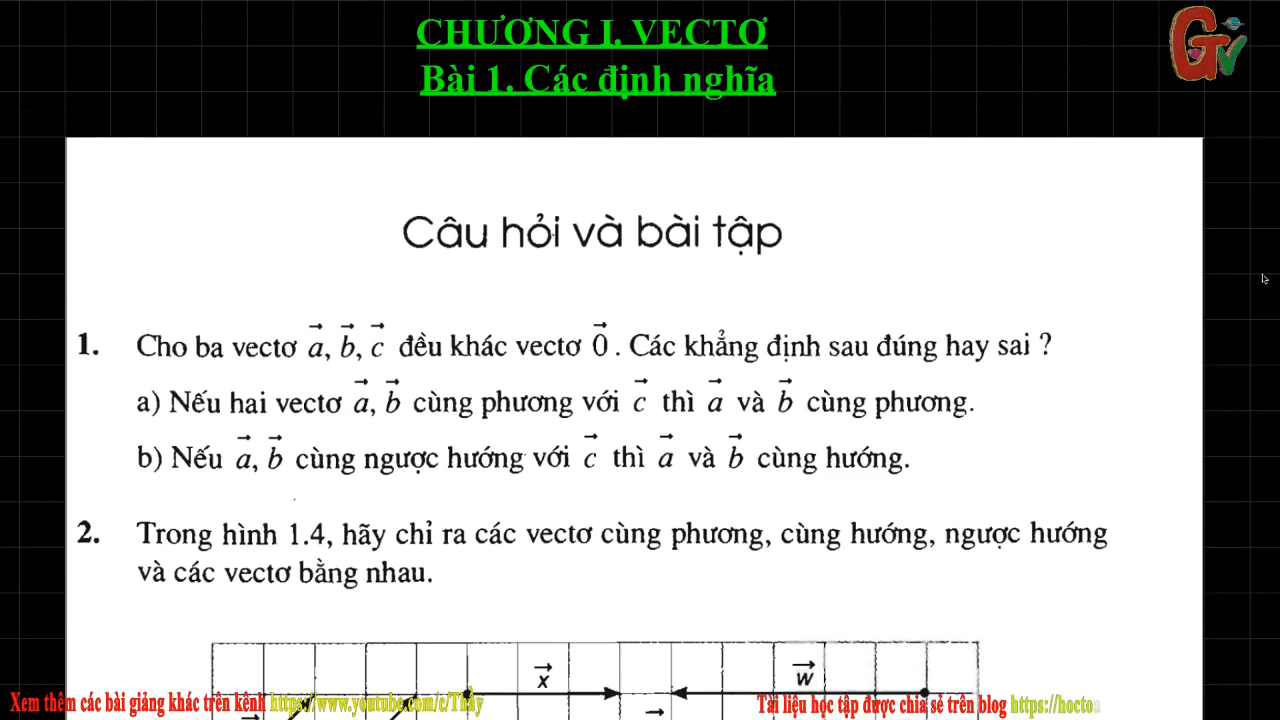 CHƯƠNG I. VECTƠ
Bài 1. Các định nghĩa
GV
Câu hỏi và bài tập
1. Cho ba vectơ a⃗, b⃗, c⃗ đều khác vectơ 0⃗. Các khẳng định sau đúng hay sai ?
a) Nếu hai vectơ a⃗, b⃗ cùng phương với c⃗ thì a⃗ và b⃗ cùng phương.
b) Nếu a⃗, b⃗ cùng ngược hướng với c⃗ thì a⃗ và b⃗ cùng hướng.
2. Trong hình 1.4, hãy chỉ ra các vectơ cùng phương, cùng hướng, ngược hướng
và các vectơ bằng nhau.
x⃗ w⃗
Xem thêm các bài giảng khác trên kênh https://www.youtube.com/c/Thầy
Tài liệu học tập được chia sẻ trên blog https://hoctoa